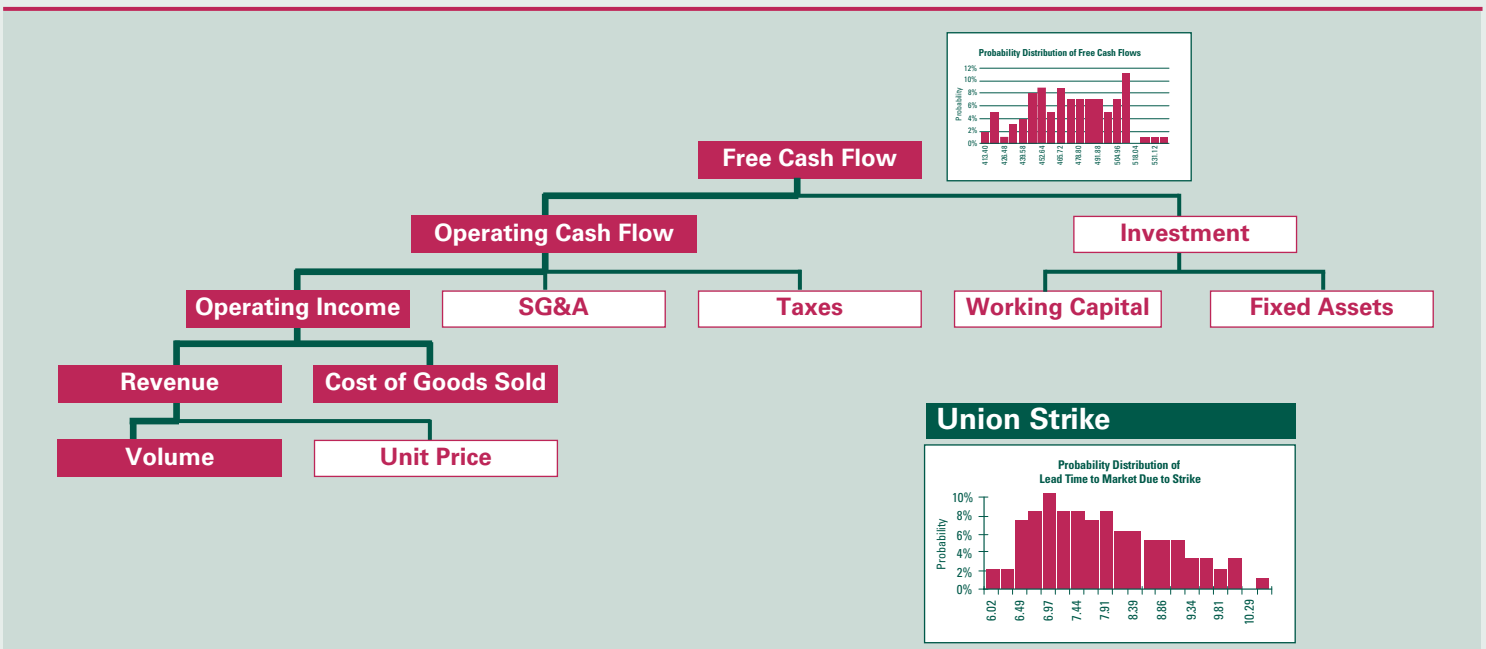 Probability Distribution of Free Cash Flows
12%
10%
8%
6%
4%
2%
0%
Probability
413.40
426.48
439.58
452.64
465.72
478.80
491.88
504.96
518.04
531.12
Free Cash Flow
Operating Cash Flow
Investment
Operating Income
SG&A
Taxes
Working Capital
Fixed Assets
Revenue
Cost of Goods Sold
Volume
Unit Price
Union Strike
Probability Distribution of
Lead Time to Market Due to Strike
10%
8%
6%
4%
2%
0%
Probability
6.02
6.49
6.97
7.44
7.91
8.39
8.86
9.34
9.81
10.29